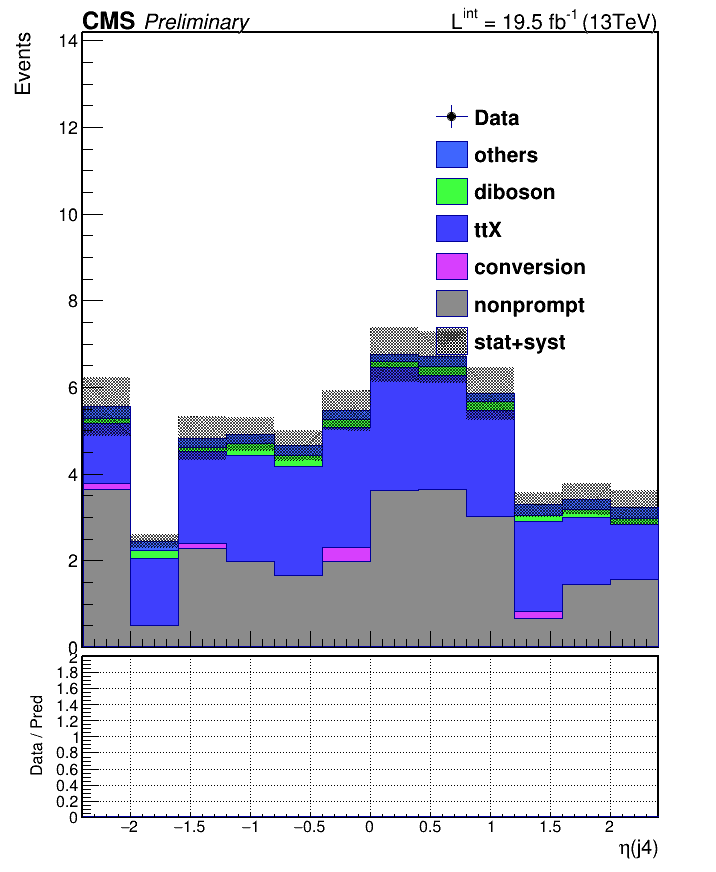 CMS Preliminary L^int = 19.5 fb^-1 (13TeV)
Events
14
12
10
8
6
4
2
0
Data
others
diboson
ttX
conversion
nonprompt
stat+syst
Data / Pred
2
1.8
1.6
1.4
1.2
1
0.8
0.6
0.4
0.2
0
−2 −1.5 −1 −0.5 0 0.5 1 1.5 2
η(j4)